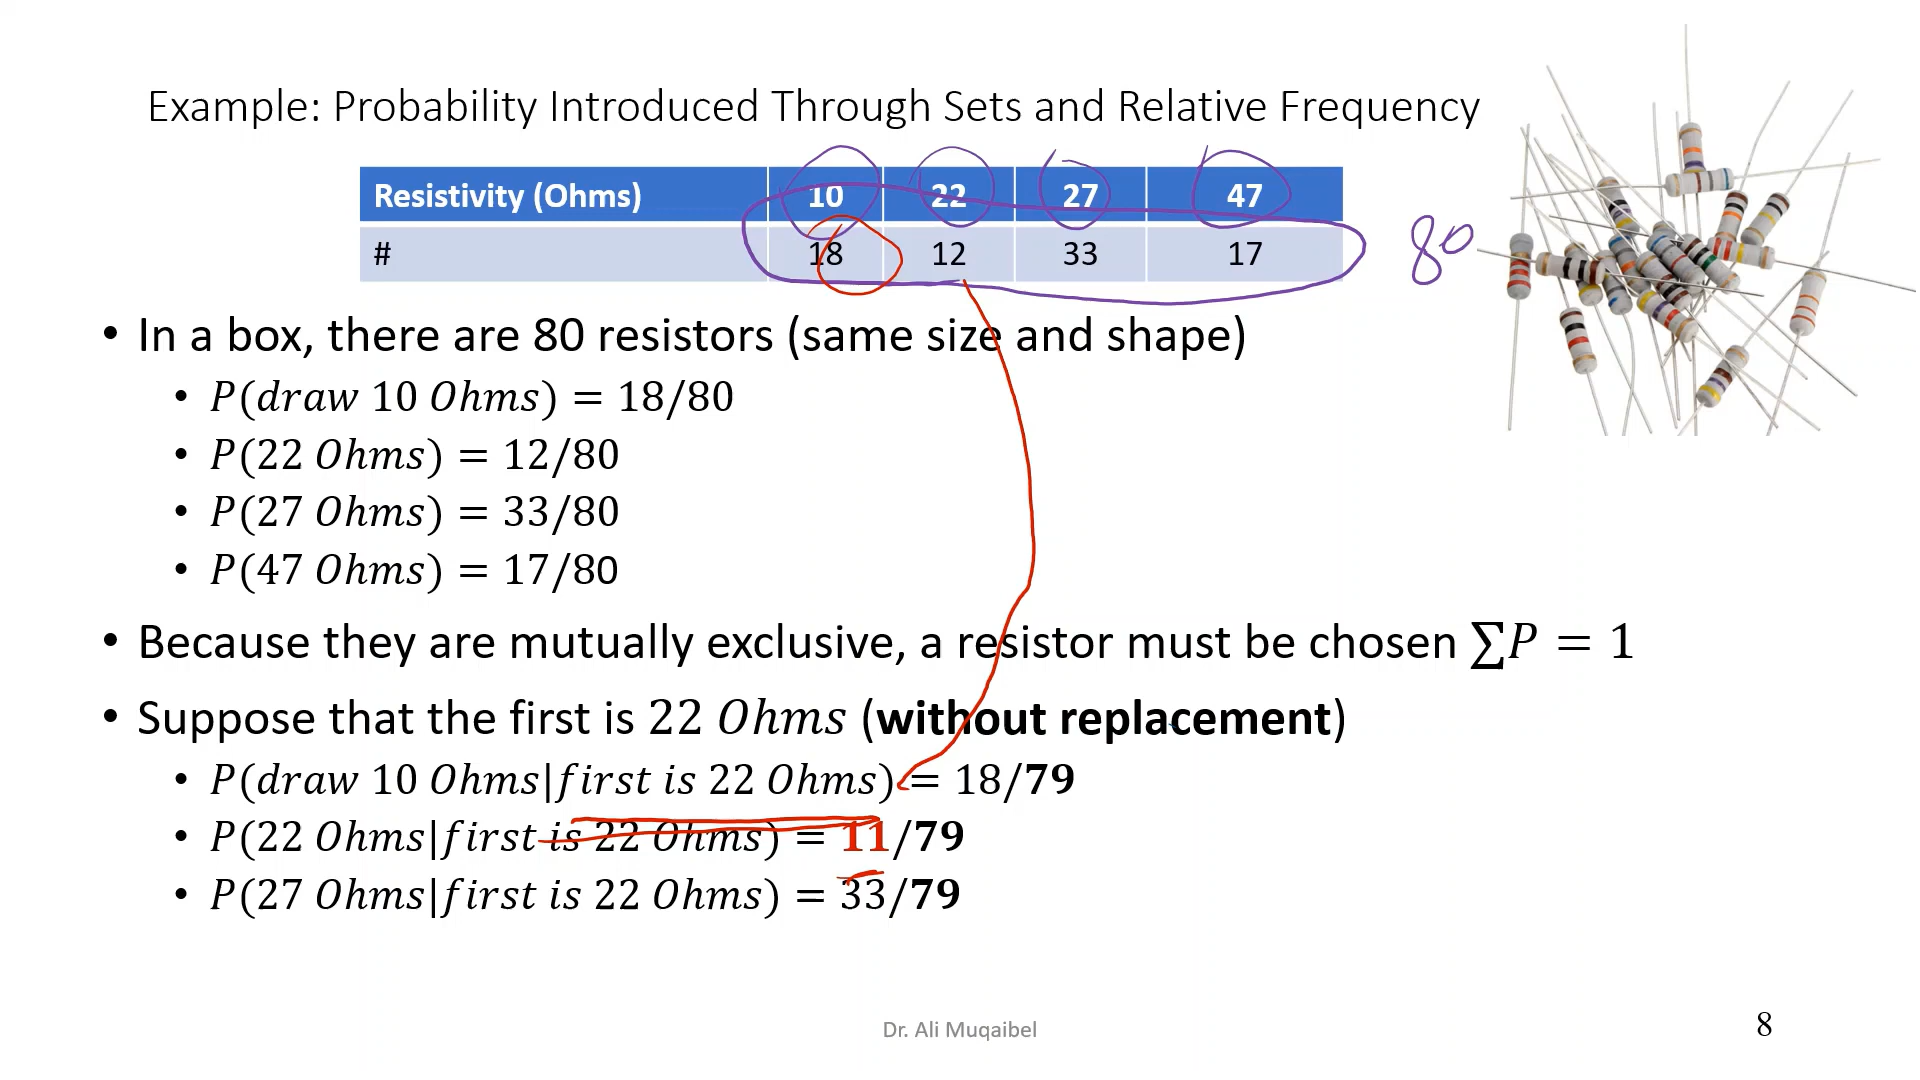 Example: Probability Introduced Through Sets and Relative Frequency
Resistivity (Ohms) 10 22 27 47
# 18 12 33 17
80
• In a box, there are 80 resistors (same size and shape)
• P(draw 10 Ohms) = 18/80
• P(22 Ohms) = 12/80
• P(27 Ohms) = 33/80
• P(47 Ohms) = 17/80
• Because they are mutually exclusive, a resistor must be chosen ∑P = 1
• Suppose that the first is 22 Ohms (without replacement)
• P(draw 10 Ohms|first is 22 Ohms) = 18/79
• P(22 Ohms|first is 22 Ohms) = 11/79
• P(27 Ohms|first is 22 Ohms) = 33/79
Dr. Ali Muqaibel
8